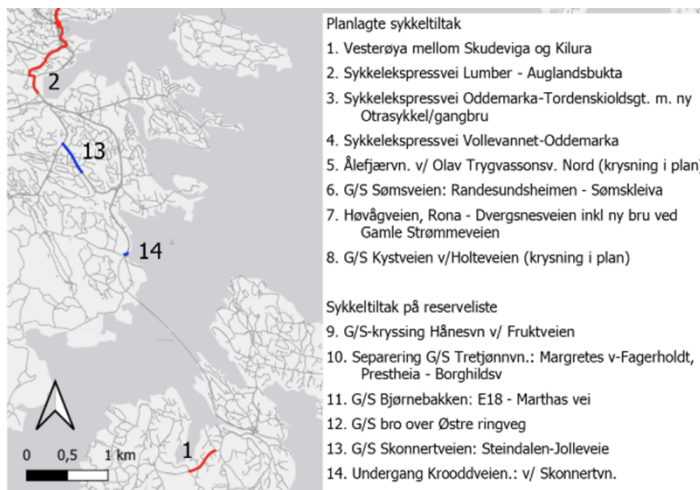 Planlagte sykkeltiltak
1. Vesterøya mellom Skudeviga og Kilura
2. Sykkelekspressvei Lumber - Auglandsbukta
3. Sykkelekspressvei Oddemarka-Tordenskioldsgt. m. ny
Otrasykkel/gangbru
4. Sykkelekspressvei Vollevannet-Oddemarka
5. Ålefjærvn. v/ Olav Trygvassonsv. Nord (krysning i plan)
6. G/S Sømsveien: Randesundsheimen - Sømskleiva
7. Høvågveien, Rona - Dvergsnesveien inkl ny bru ved
Gamle Strømmeveien
8. G/S Kystveien v/Holteveien (krysning i plan)
Sykkeltiltak på reserveliste
9. G/S-kryssing Hånesvn v/ Fruktveien
10. Separering G/S Tretjønnvn.: Margretes v-Fagerholdt,
Prestheia - Borghildsv
11. G/S Bjørnebakken: E18 - Marthas vei
12. G/S bro over Østre ringveg
13. G/S Skonnertveien: Steindalen-Jolleveie
14. Undergang Krooddveien.: v/ Skonnertvn.
2
13
14
1
0 0,5 1 km